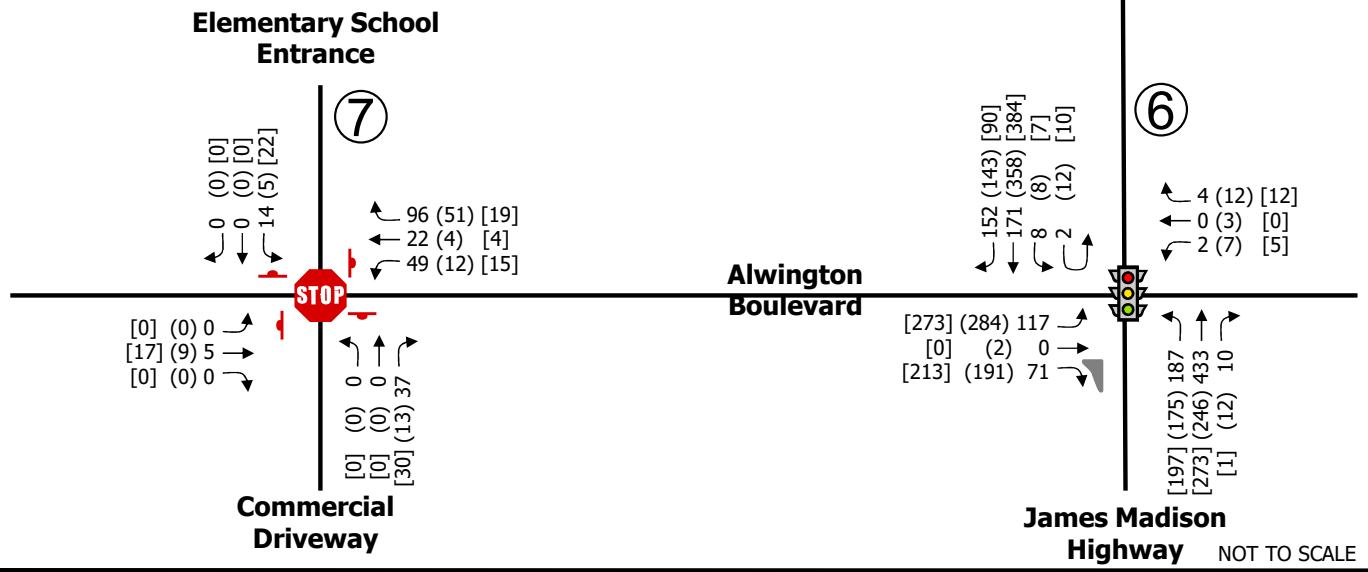 Elementary School
Entrance
7
0 (0) [0]
0 (0) [0]
14 (5) [22]
96 (51) [19]
22 (4) [4]
49 (12) [15]
STOP
[0] (0) 0
[17] (9) 5
[0] (0) 0
[0] (0) 0
[0] (0) 0
[30] (13) 37
Commercial
Driveway
Alwington
Boulevard
6
152 (143) [90]
171 (358) [384]
8 (8) [7]
2 (12) [10]
4 (12) [12]
0 (3) [0]
2 (7) [5]
[273] (284) 117
[0] (2) 0
[213] (191) 71
[197] (175) 187
[273] (246) 433
[1] (12) 10
James Madison
Highway
NOT TO SCALE